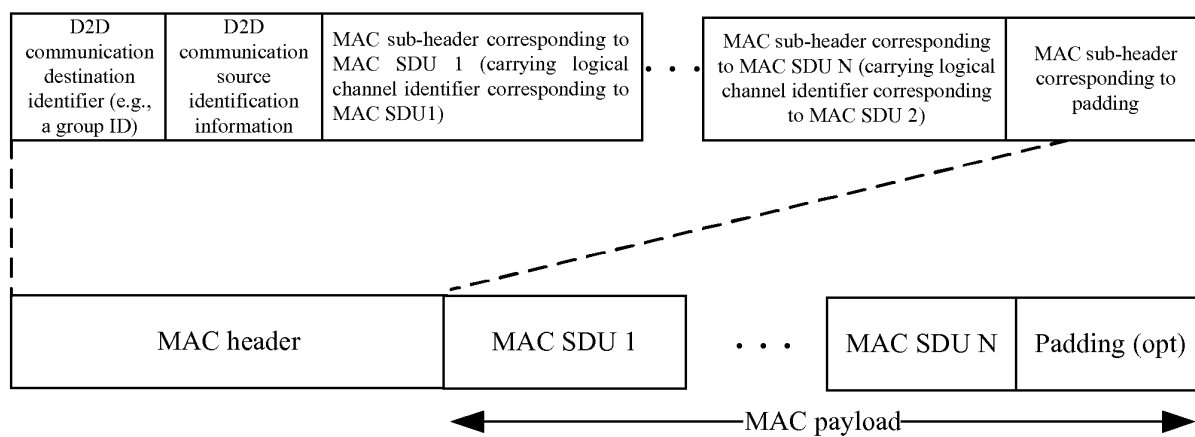 D2D
communication
destination
identifier (e.g.,
a group ID)
D2D
communication
source
identification
information
MAC sub-header corresponding to
MAC SDU 1 (carrying logical
channel identifier corresponding to
MAC SDU1)
. . .
MAC sub-header corresponding
to MAC SDU N (carrying logical
channel identifier corresponding
to MAC SDU 2)
MAC sub-header
corresponding to
padding
MAC header
MAC SDU 1
. . .
MAC SDU N
Padding (opt)
MAC payload